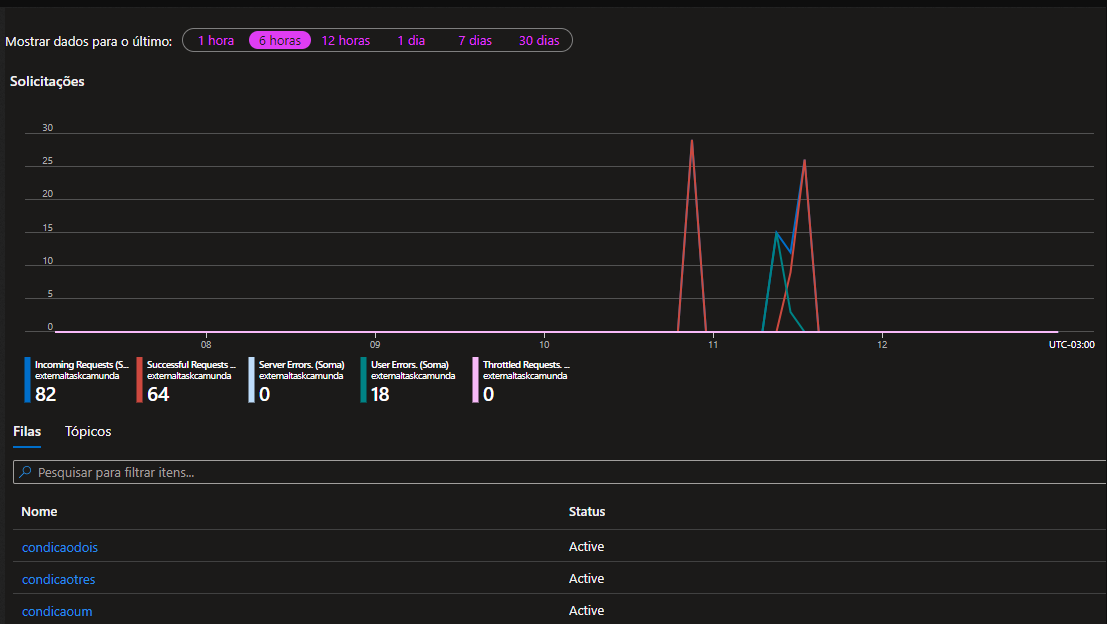 Mostrar dados para o último: 1 hora 6 horas 12 horas 1 dia 7 dias 30 dias
Solicitações
30
25
20
15
10
5
0
08 09 10 11 12 UTC-03:00
Incoming Requests (S... Successful Requests ... Server Errors. (Soma) User Errors. (Soma) Throttled Requests. ...
externaltaskcamunda externaltaskcamunda externaltaskcamunda externaltaskcamunda externaltaskcamunda
82 64 0 18 0
Filas Tópicos
Pesquisar para filtrar itens...
Nome Status
condicaodois Active
condicaotres Active
condicaoum Active